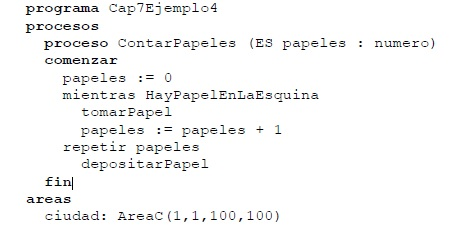 programa Cap7Ejemplo4
procesos
proceso ContarPapeles (ES papeles : numero)
comenzar
papeles := 0
mientras HayPapelEnLaEsquina
tomarPapel
papeles := papeles + 1
repetir papeles
depositarPapel
fin
areas
ciudad: AreaC(1,1,100,100)